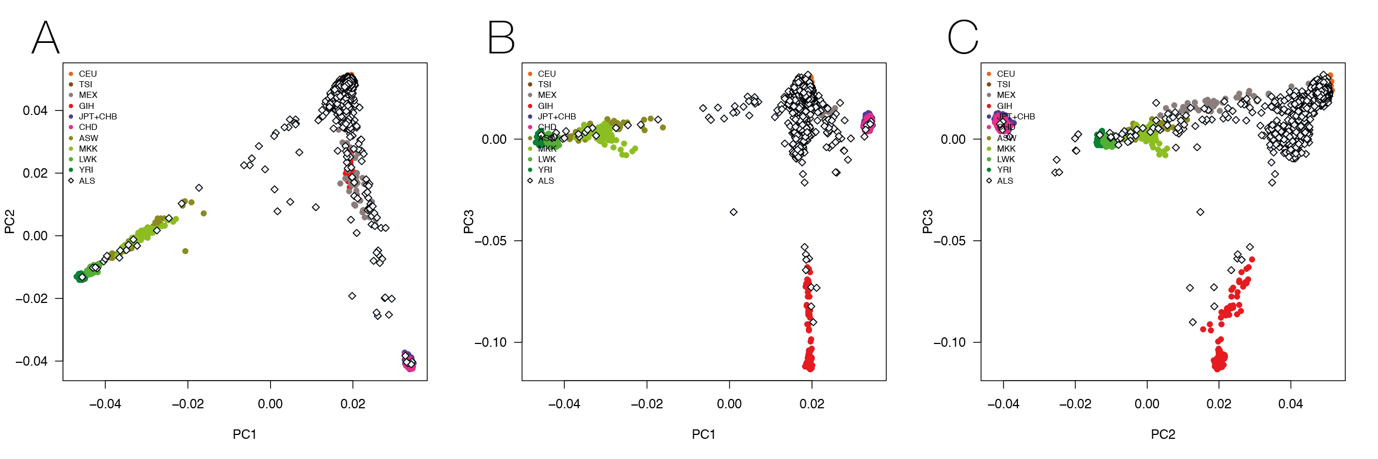 A
CEU
TSI
MEX
GIH
JPT+CHB
CHD
ASW
MKK
LWK
YRI
ALS
PC2
0.04
0.02
0.00
−0.02
−0.04
−0.04
−0.02
0.00
0.02
PC1
B
CEU
TSI
MEX
GIH
JPT+CHB
CHD
MKK
LWK
YRI
ALS
PC3
0.00
−0.05
−0.10
−0.04
−0.02
0.00
0.02
PC1
C
CEU
TSI
MEX
GIH
JPT+CHB
ASW
MKK
LWK
YRI
ALS
PC3
0.00
−0.05
−0.10
−0.04
−0.02
0.00
0.02
0.04
PC2